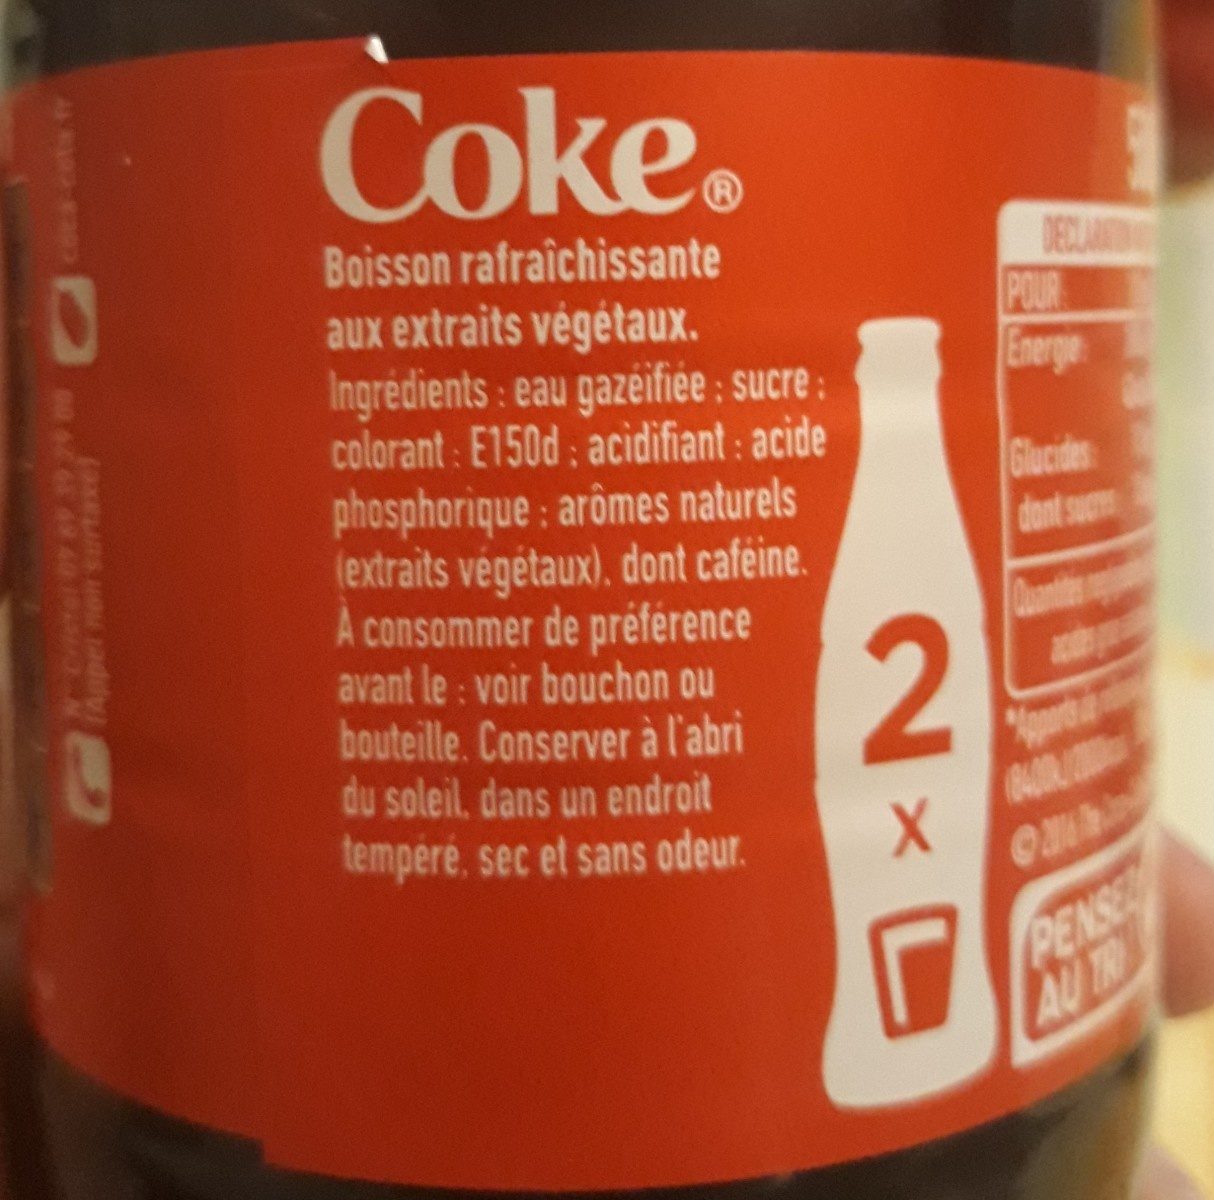 Coke®
Boisson rafraîchissante
aux extraits végétaux.
Ingrédients : eau gazéifiée ; sucre ;
colorant : E150d ; acidifiant : acide
phosphorique ; arômes naturels
(extraits végétaux), dont caféine.
À consommer de préférence
avant le : voir bouchon ou
bouteille. Conserver à l'abri
du soleil, dans un endroit
tempéré, sec et sans odeur.
2
x
POUR:
Energie:
Glucides:
dont sucres:
PENSEZ
AU TRI